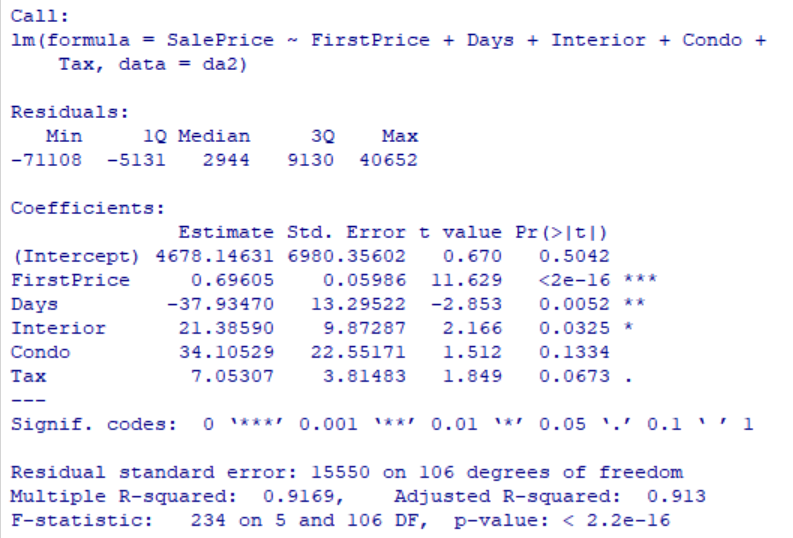 Call:
lm(formula = SalePrice ~ FirstPrice + Days + Interior + Condo +
    Tax, data = da2)

Residuals:
   Min     1Q Median     3Q    Max
-71108  -5131   2944   9130  40652

Coefficients:
             Estimate Std. Error t value Pr(>|t|)
(Intercept) 4678.14631 6980.35602   0.670   0.5042
FirstPrice     0.69605    0.05986  11.629   <2e-16 ***
Days         -37.93470   13.29522  -2.853   0.0052 **
Interior      21.38590    9.87287   2.166   0.0325 *
Condo         34.10529   22.55171   1.512   0.1334
Tax            7.05307    3.81483   1.849   0.0673 .
---
Signif. codes:  0 ‘***’ 0.001 ‘**’ 0.01 ‘*’ 0.05 ‘.’ 0.1 ‘ ’ 1

Residual standard error: 15550 on 106 degrees of freedom
Multiple R-squared:  0.9169,    Adjusted R-squared:  0.913
F-statistic:   234 on 5 and 106 DF,  p-value: < 2.2e-16